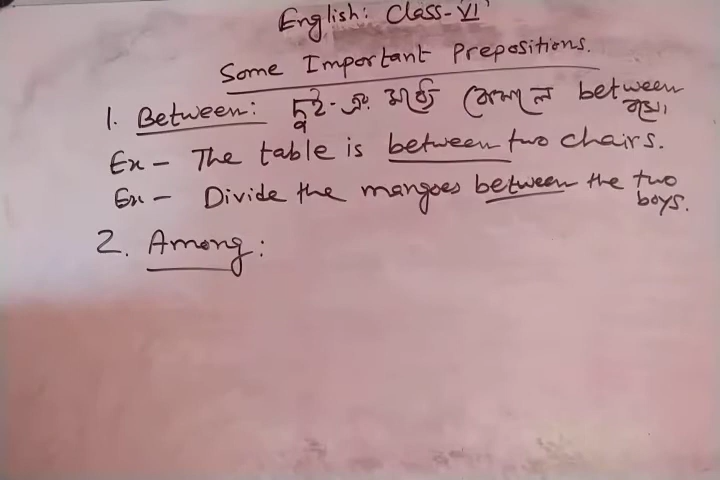 English: Class-VI
Some Important Prepositions.
1. Between: দুই-এর মধ্যে বোঝালে between
বসে।
Ex - The table is between two chairs.
Ex - Divide the mangoes between the two
boys.
2. Among: